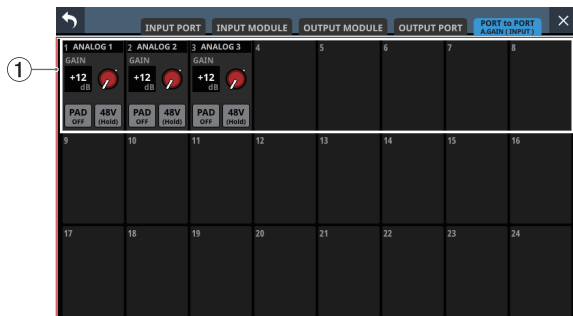 INPUT PORT INPUT MODULE OUTPUT MODULE OUTPUT PORT PORT to PORT
A.GAIN ( INPUT )
1
1 ANALOG 1 2 ANALOG 2 3 ANALOG 3 4 5 6 7 8
GAIN GAIN GAIN
+12 +12 +12
dB dB dB
PAD 48V PAD 48V PAD 48V
OFF (Hold) OFF (Hold) OFF (Hold)
9 10 11 12 13 14 15 16
17 18 19 20 21 22 23 24